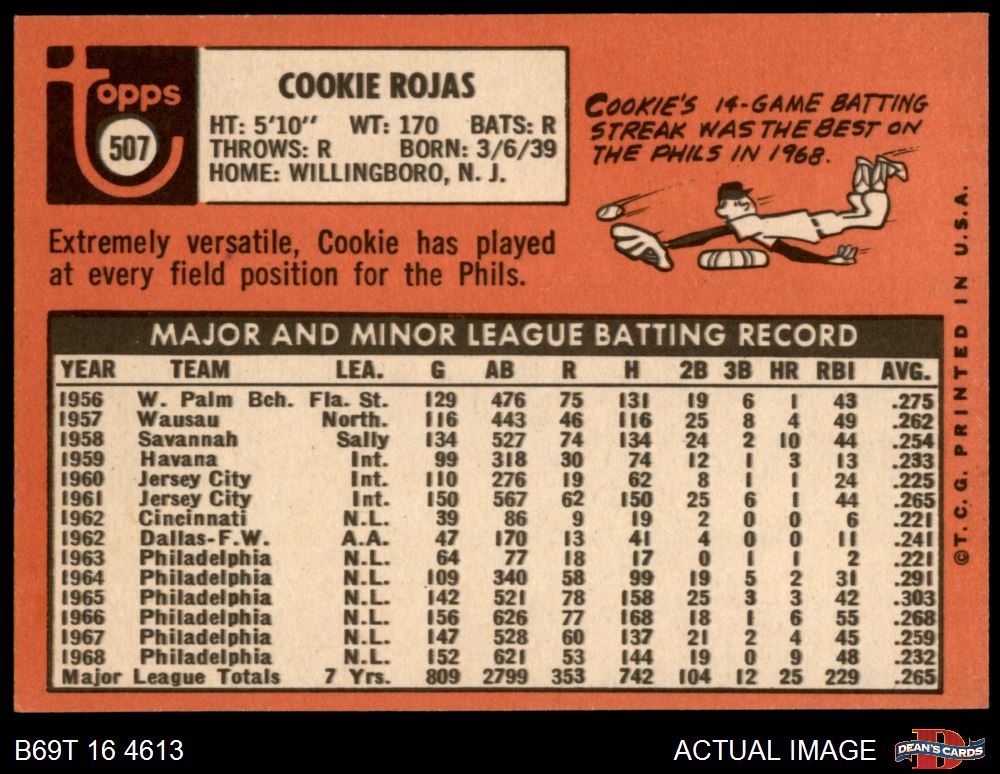 topps
507
COOKIE ROJAS
HT: 5'10" WT: 170 BATS: R
THROWS: R BORN: 3/6/39
HOME: WILLINGBORO, N. J.
COOKIE'S 14-GAME BATTING
STREAK WAS THE BEST ON
THE PHILS IN 1968.
Extremely versatile, Cookie has played
at every field position for the Phils.
MAJOR AND MINOR LEAGUE BATTING RECORD
YEAR TEAM LEA. G AB R H 2B 3B HR RBI AVG.
1956 W. Palm Bch. Fla. St. 129 476 75 131 19 6 1 43 .275
1957 Wausau North. 116 443 46 116 25 8 4 49 .262
1958 Savannah Sally 134 527 74 134 24 2 10 44 .254
1959 Havana Int. 99 318 30 74 12 1 3 13 .233
1960 Jersey City Int. 110 276 19 62 8 1 1 24 .225
1961 Jersey City Int. 150 567 62 150 25 6 1 44 .265
1962 Cincinnati N.L. 39 86 9 19 2 0 0 6 .221
1962 Dallas-F.W. A.A. 47 170 13 41 4 0 0 11 .241
1963 Philadelphia N.L. 64 77 18 17 0 1 1 2 .221
1964 Philadelphia N.L. 109 340 58 99 19 5 2 31 .291
1965 Philadelphia N.L. 142 521 78 158 25 3 3 42 .303
1966 Philadelphia N.L. 156 626 77 168 18 1 6 55 .268
1967 Philadelphia N.L. 147 528 60 137 21 2 4 45 .259
1968 Philadelphia N.L. 152 621 53 144 19 0 9 48 .232
Major League Totals 7 Yrs. 809 2799 353 742 104 12 25 229 .265
©T. C. G. PRINTED IN U.S.A.
B69T 16 4613
ACTUAL IMAGE
D
DEAN'S CARDS